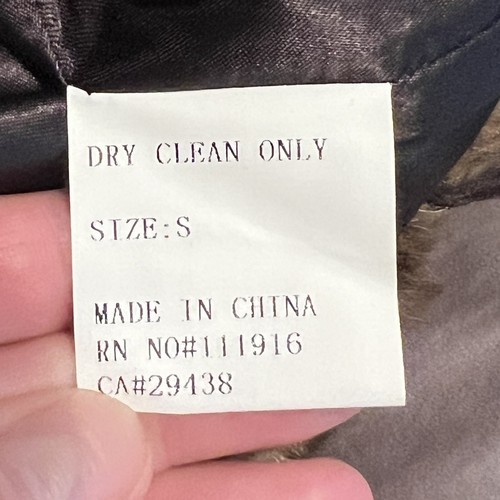 DRY CLEAN ONLY
SIZE:S
MADE IN CHINA
RN NO#111916
CA#29438